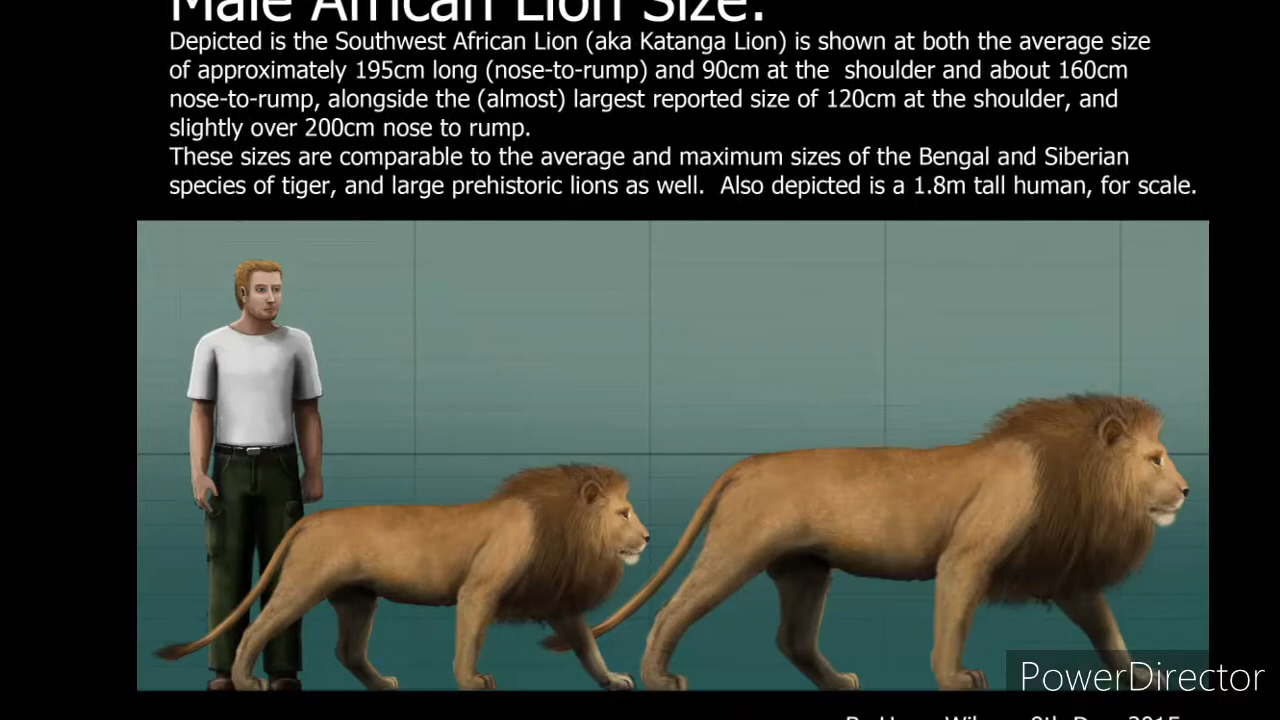 Male African Lion Size:
Depicted is the Southwest African Lion (aka Katanga Lion) is shown at both the average size
of approximately 195cm long (nose-to-rump) and 90cm at the  shoulder and about 160cm
nose-to-rump, alongside the (almost) largest reported size of 120cm at the shoulder, and
slightly over 200cm nose to rump.
These sizes are comparable to the average and maximum sizes of the Bengal and Siberian
species of tiger, and large prehistoric lions as well.  Also depicted is a 1.8m tall human, for scale.
PowerDirector